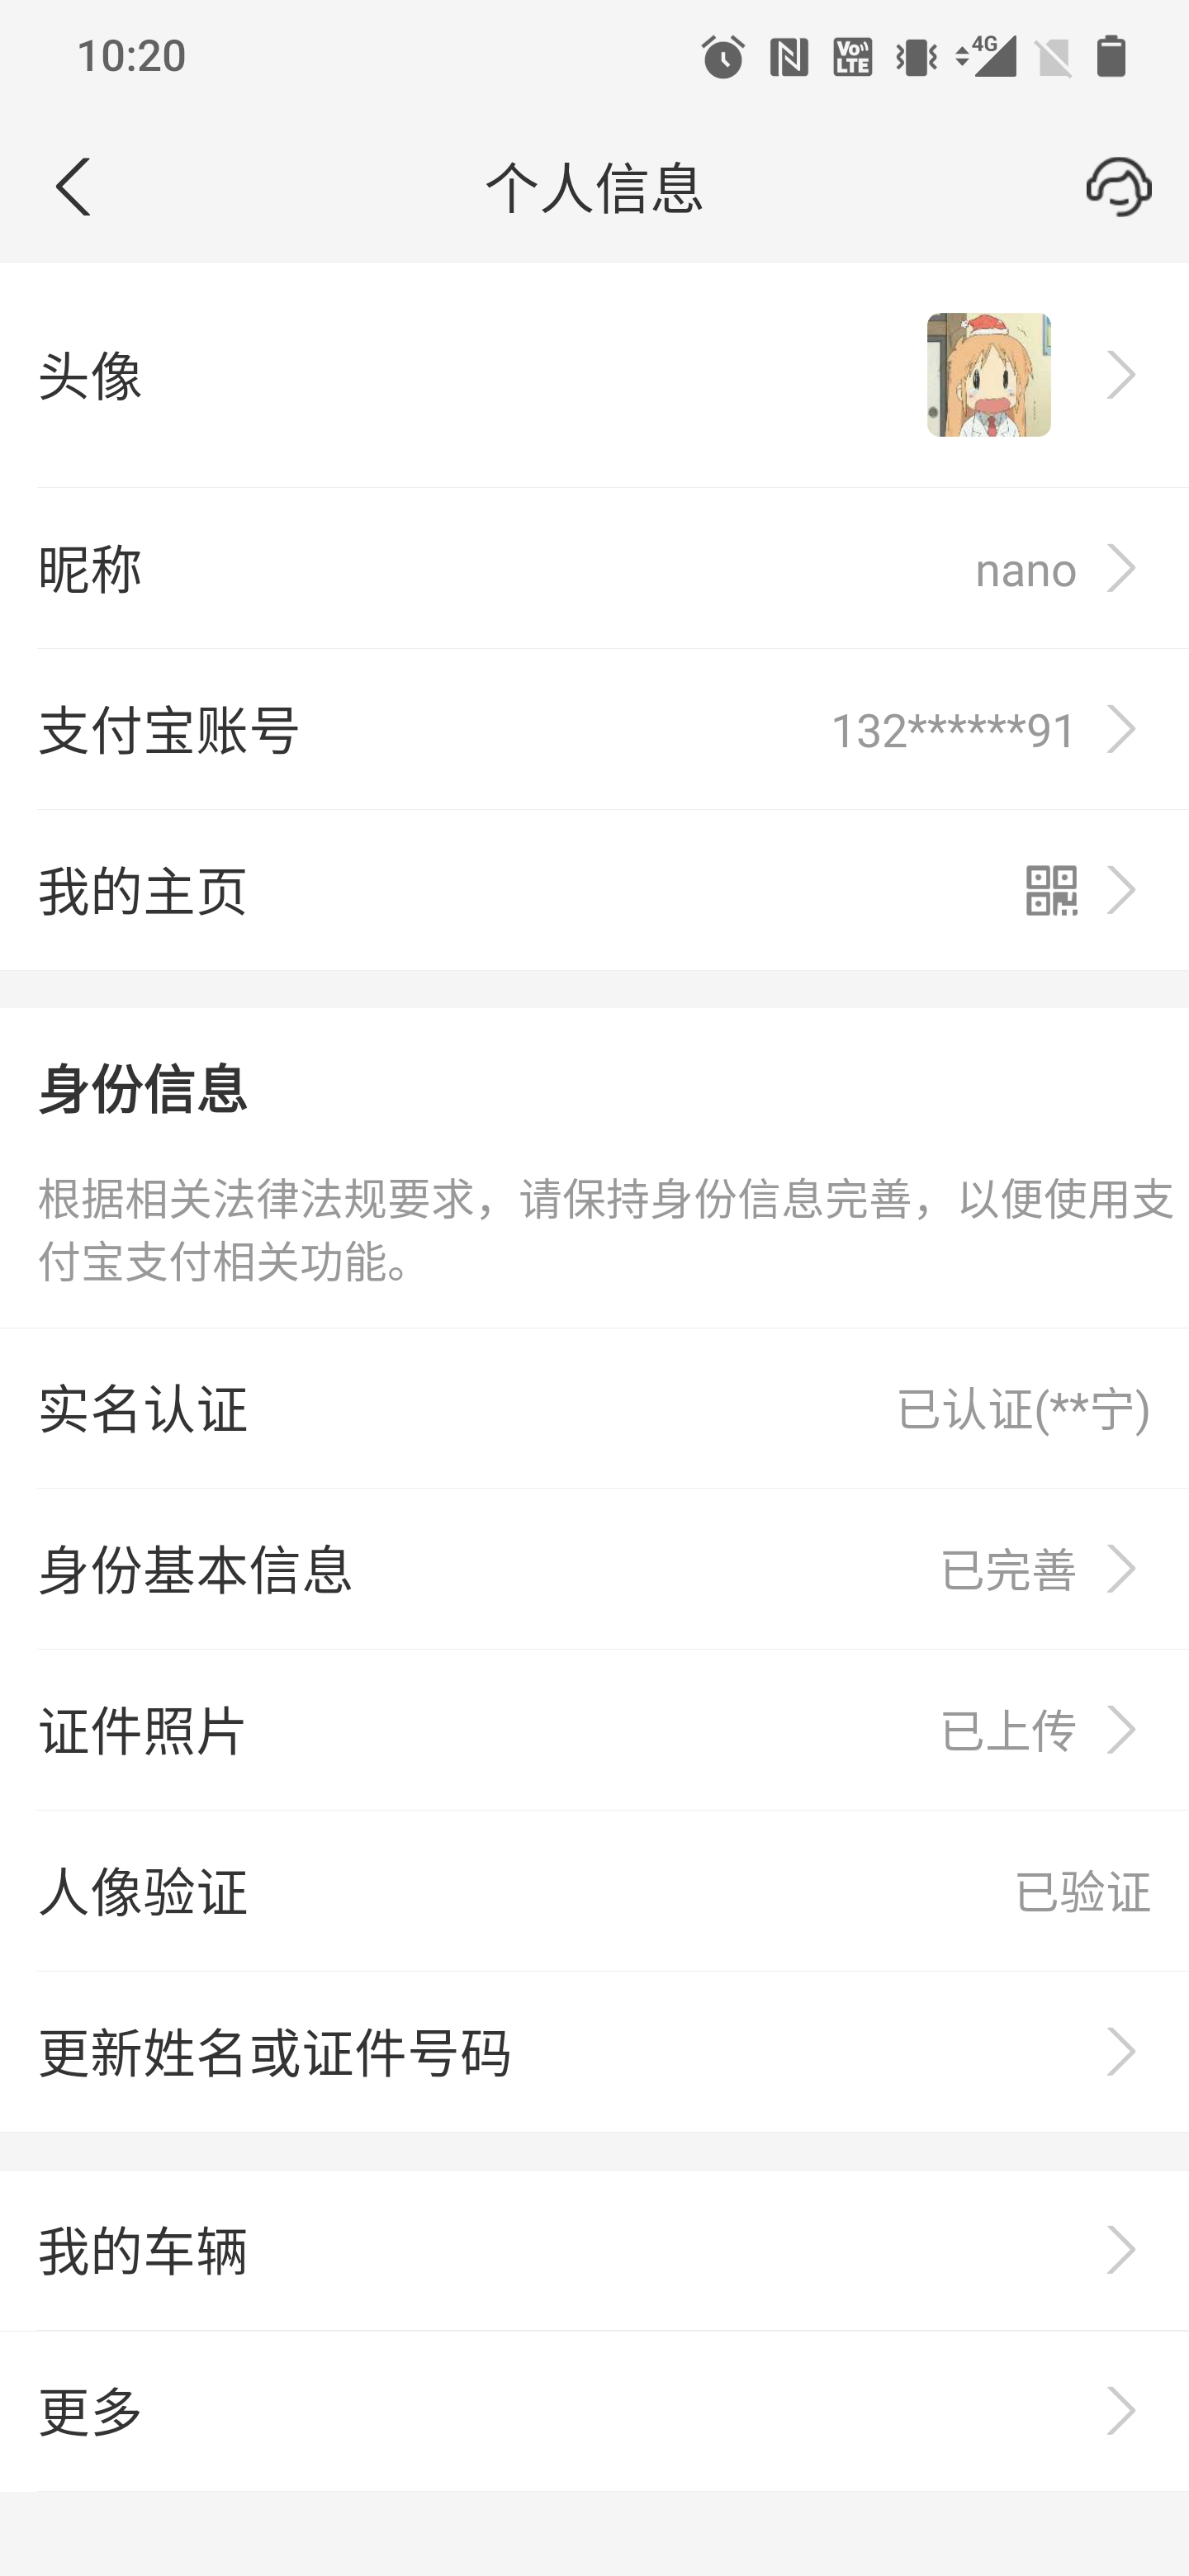 10:20
Vo LTE
4G
个人信息
头像
昵称
nano
支付宝账号
132******91
我的主页
身份信息
根据相关法律法规要求，请保持身份信息完善，以便使用支
付宝支付相关功能。
实名认证
已认证(**宁)
身份基本信息
已完善
证件照片
已上传
人像验证
已验证
更新姓名或证件号码
我的车辆
更多